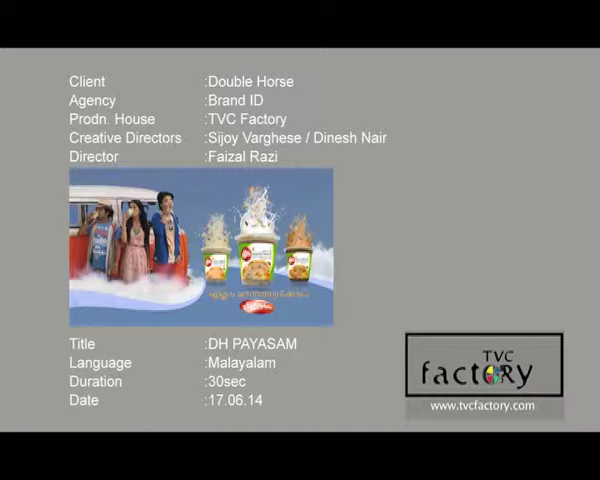 Client :Double Horse
Agency :Brand ID
Prodn. House :TVC Factory
Creative Directors :Sijoy Varghese / Dinesh Nair
Director :Faizal Razi
Title :DH PAYASAM
Language :Malayalam
Duration :30sec
Date :17.06.14
TVC
factory
www.tvcfactory.com